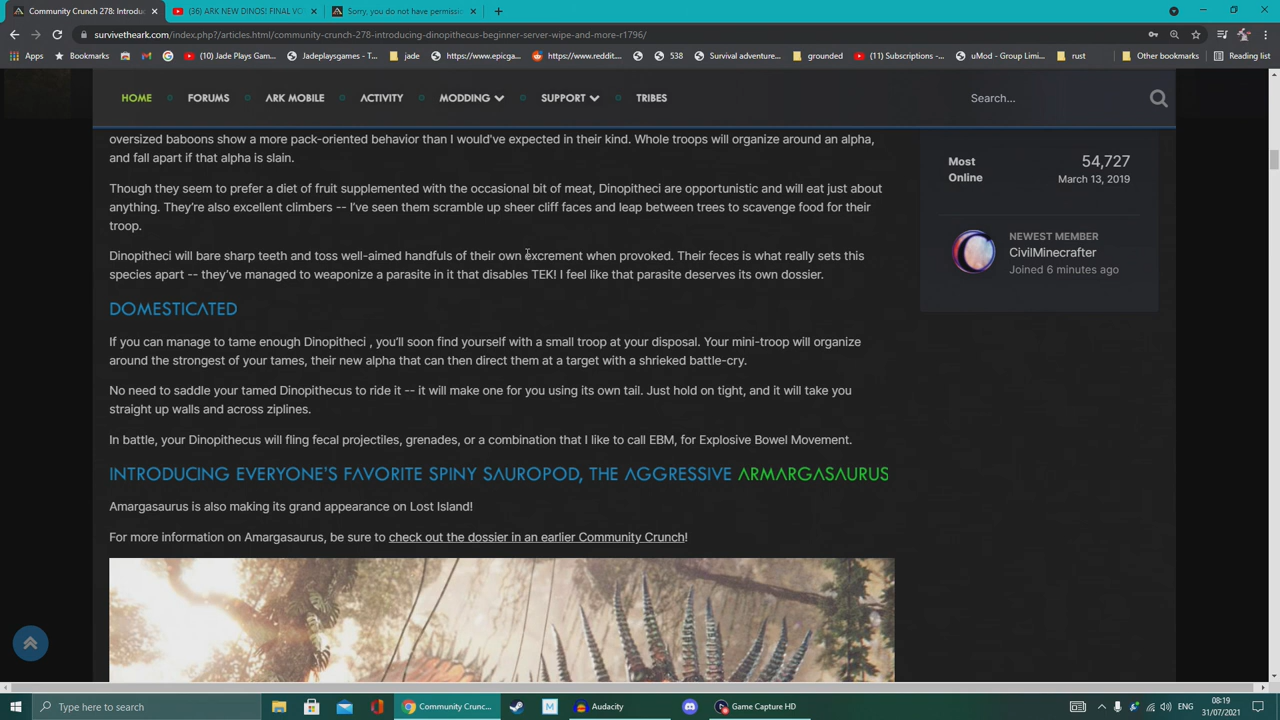 Community Crunch 278: Introduc
(36) ARK NEW DINOS! FINAL VO
Sorry, you do not have permissi
survivetheark.com/index.php?/articles.html/community-crunch-278-introducing-dinopithecus-beginner-server-wipe-and-more-r1796/
Apps Bookmarks (10) Jade Plays Gam... Jadeplaysgames - T... jade https://www.epicga... https://www.reddit... 538 Survival adventure... grounded (11) Subscriptions -... uMod - Group Limi... rust Other bookmarks Reading list
HOME FORUMS ARK MOBILE ACTIVITY MODDING SUPPORT TRIBES Search...
oversized baboons show a more pack-oriented behavior than I would've expected in their kind. Whole troops will organize around an alpha,
and fall apart if that alpha is slain.
Though they seem to prefer a diet of fruit supplemented with the occasional bit of meat, Dinopitheci are opportunistic and will eat just about
anything. They're also excellent climbers -- I've seen them scramble up sheer cliff faces and leap between trees to scavenge food for their
troop.
Dinopitheci will bare sharp teeth and toss well-aimed handfuls of their own excrement when provoked. Their feces is what really sets this
species apart -- they've managed to weaponize a parasite in it that disables TEK! I feel like that parasite deserves its own dossier.
DOMESTICATED
If you can manage to tame enough Dinopitheci , you'll soon find yourself with a small troop at your disposal. Your mini-troop will organize
around the strongest of your tames, their new alpha that can then direct them at a target with a shrieked battle-cry.
No need to saddle your tamed Dinopithecus to ride it -- it will make one for you using its own tail. Just hold on tight, and it will take you
straight up walls and across ziplines.
In battle, your Dinopithecus will fling fecal projectiles, grenades, or a combination that I like to call EBM, for Explosive Bowel Movement.
INTRODUCING EVERYONE'S FAVORITE SPINY SAUROPOD, THE AGGRESSIVE ARMARGASAURUS
Amargasaurus is also making its grand appearance on Lost Island!
For more information on Amargasaurus, be sure to check out the dossier in an earlier Community Crunch!
Most Online 54,727
March 13, 2019
NEWEST MEMBER
CivilMinecrafter
Joined 6 minutes ago
Type here to search
Community Crunc...
Audacity
Game Capture HD
ENG
08:19
31/07/2021